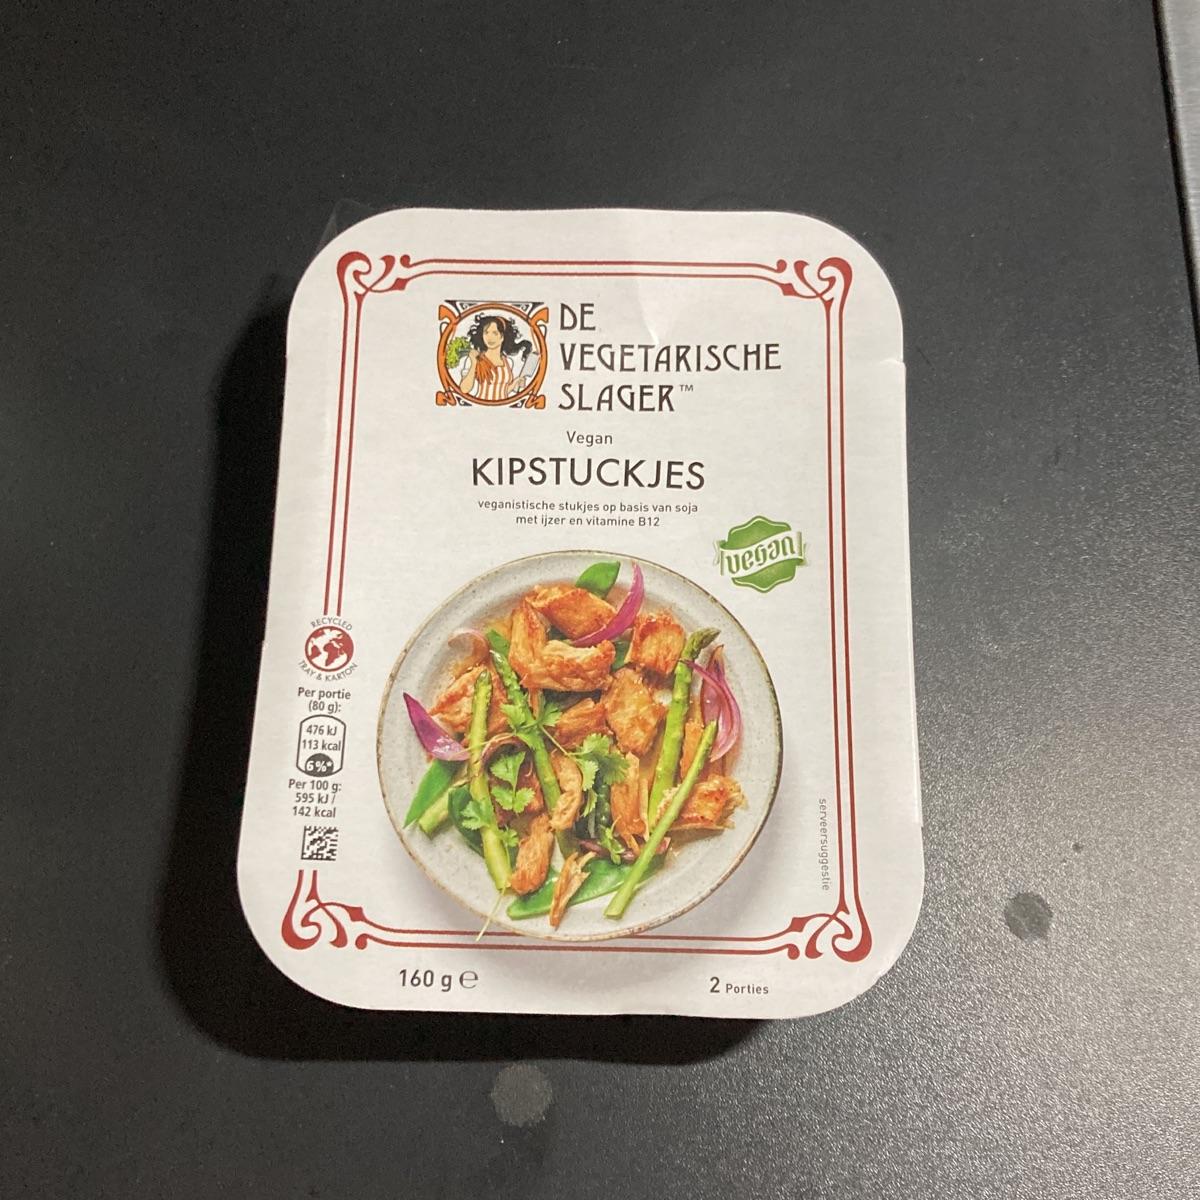 DE
VEGETARISCHE
SLAGER™
Vegan
KIPSTUCKJES
veganistische stukjes op basis van soja
met ijzer en vitamine B12
vegan
RECYCLED
TRAY & KARTON
Per portie
(80 g):
476 kJ
113 kcal
6%*
Per 100 g:
595 kJ /
142 kcal
serveersuggestie
160 g ℮
2 Porties